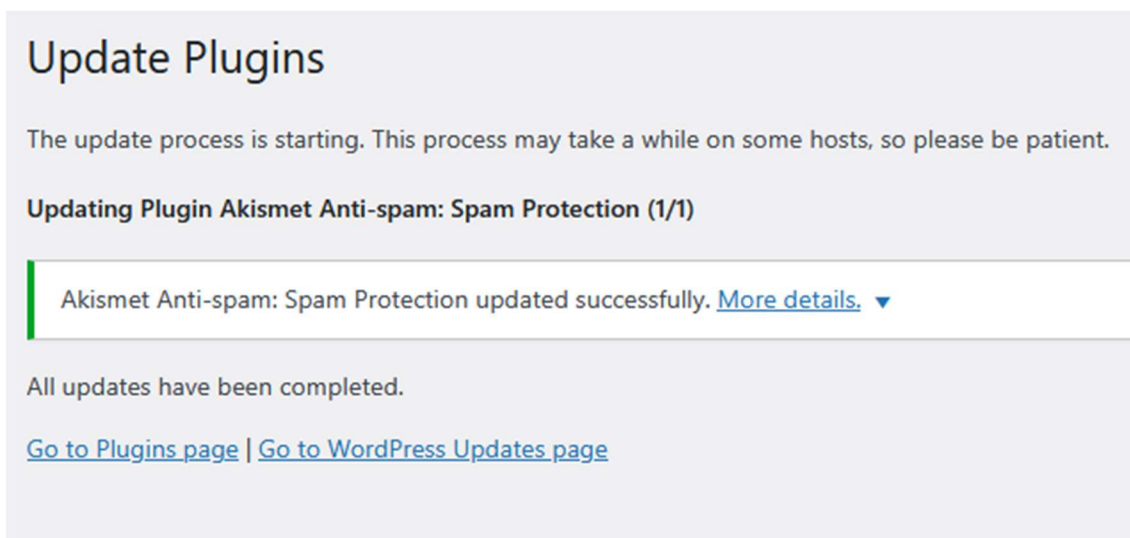 Update Plugins
The update process is starting. This process may take a while on some hosts, so please be patient.
Updating Plugin Akismet Anti-spam: Spam Protection (1/1)
Akismet Anti-spam: Spam Protection updated successfully. More details. ▼
All updates have been completed.
Go to Plugins page | Go to WordPress Updates page